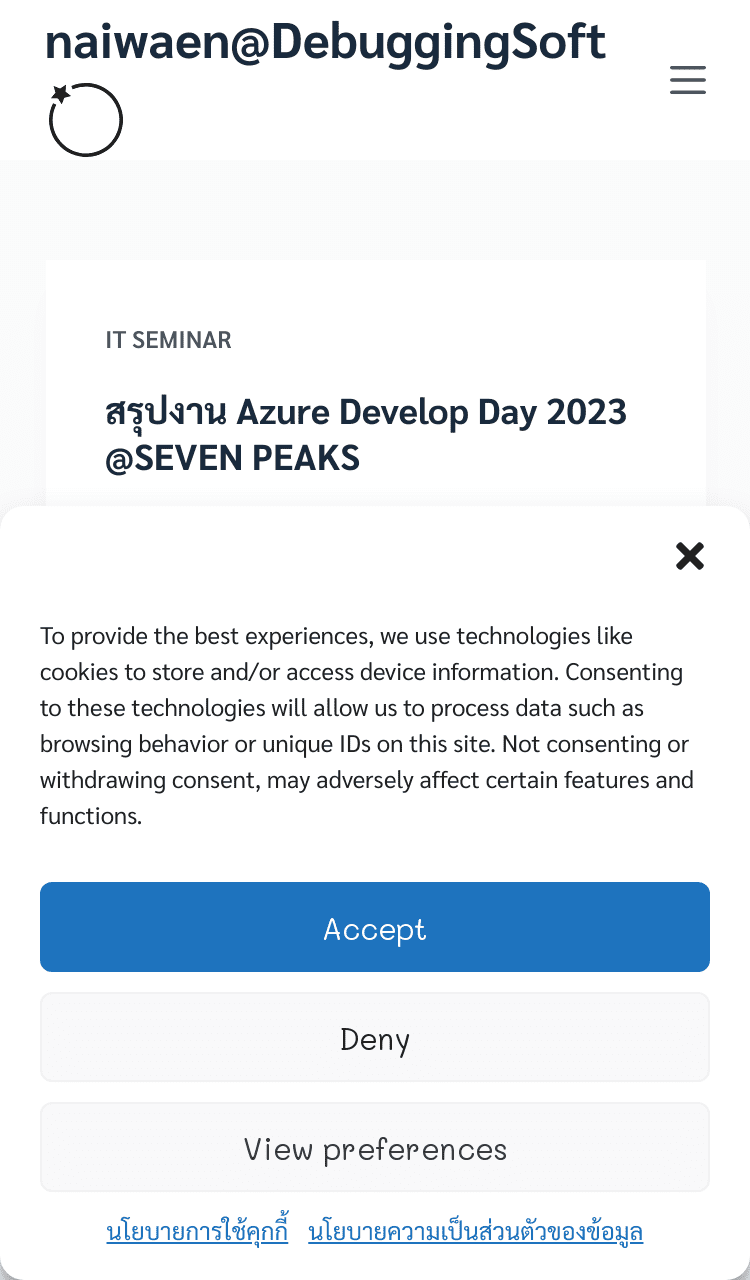 naiwaen@DebuggingSoft
IT SEMINAR
สรุปงาน Azure Develop Day 2023
@SEVEN PEAKS
To provide the best experiences, we use technologies like
cookies to store and/or access device information. Consenting
to these technologies will allow us to process data such as
browsing behavior or unique IDs on this site. Not consenting or
withdrawing consent, may adversely affect certain features and
functions.
Accept
Deny
View preferences
นโยบายการใช้คุกกี้ นโยบายความเป็นส่วนตัวของข้อมูล